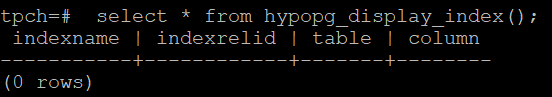 tpch=#  select * from hypopg_display_index();
 indexname | indexrelid | table | column
-----------+------------+-------+--------
(0 rows)